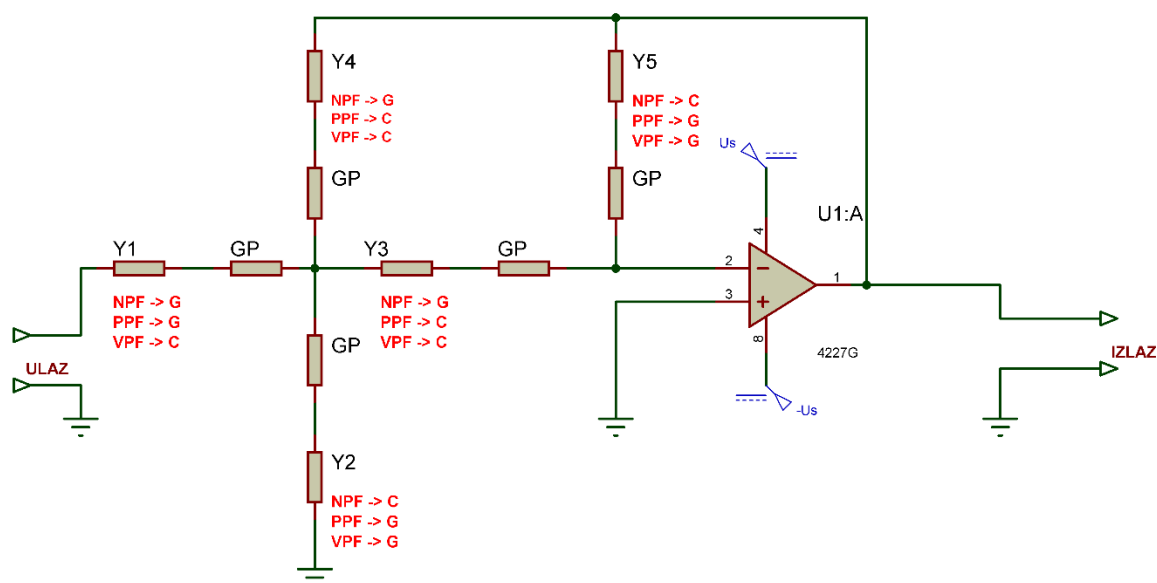 Y4
NPF -> G
PPF -> C
VPF -> C
Y5
NPF -> C
PPF -> G
VPF -> G
Us
GP
GP
U1:A
4
Y1
GP
Y3
GP
2
1
3
NPF -> G
PPF -> G
VPF -> C
NPF -> G
PPF -> C
VPF -> C
GP
8
4227G
ULAZ
IZLAZ
-Us
Y2
NPF -> C
PPF -> G
VPF -> G